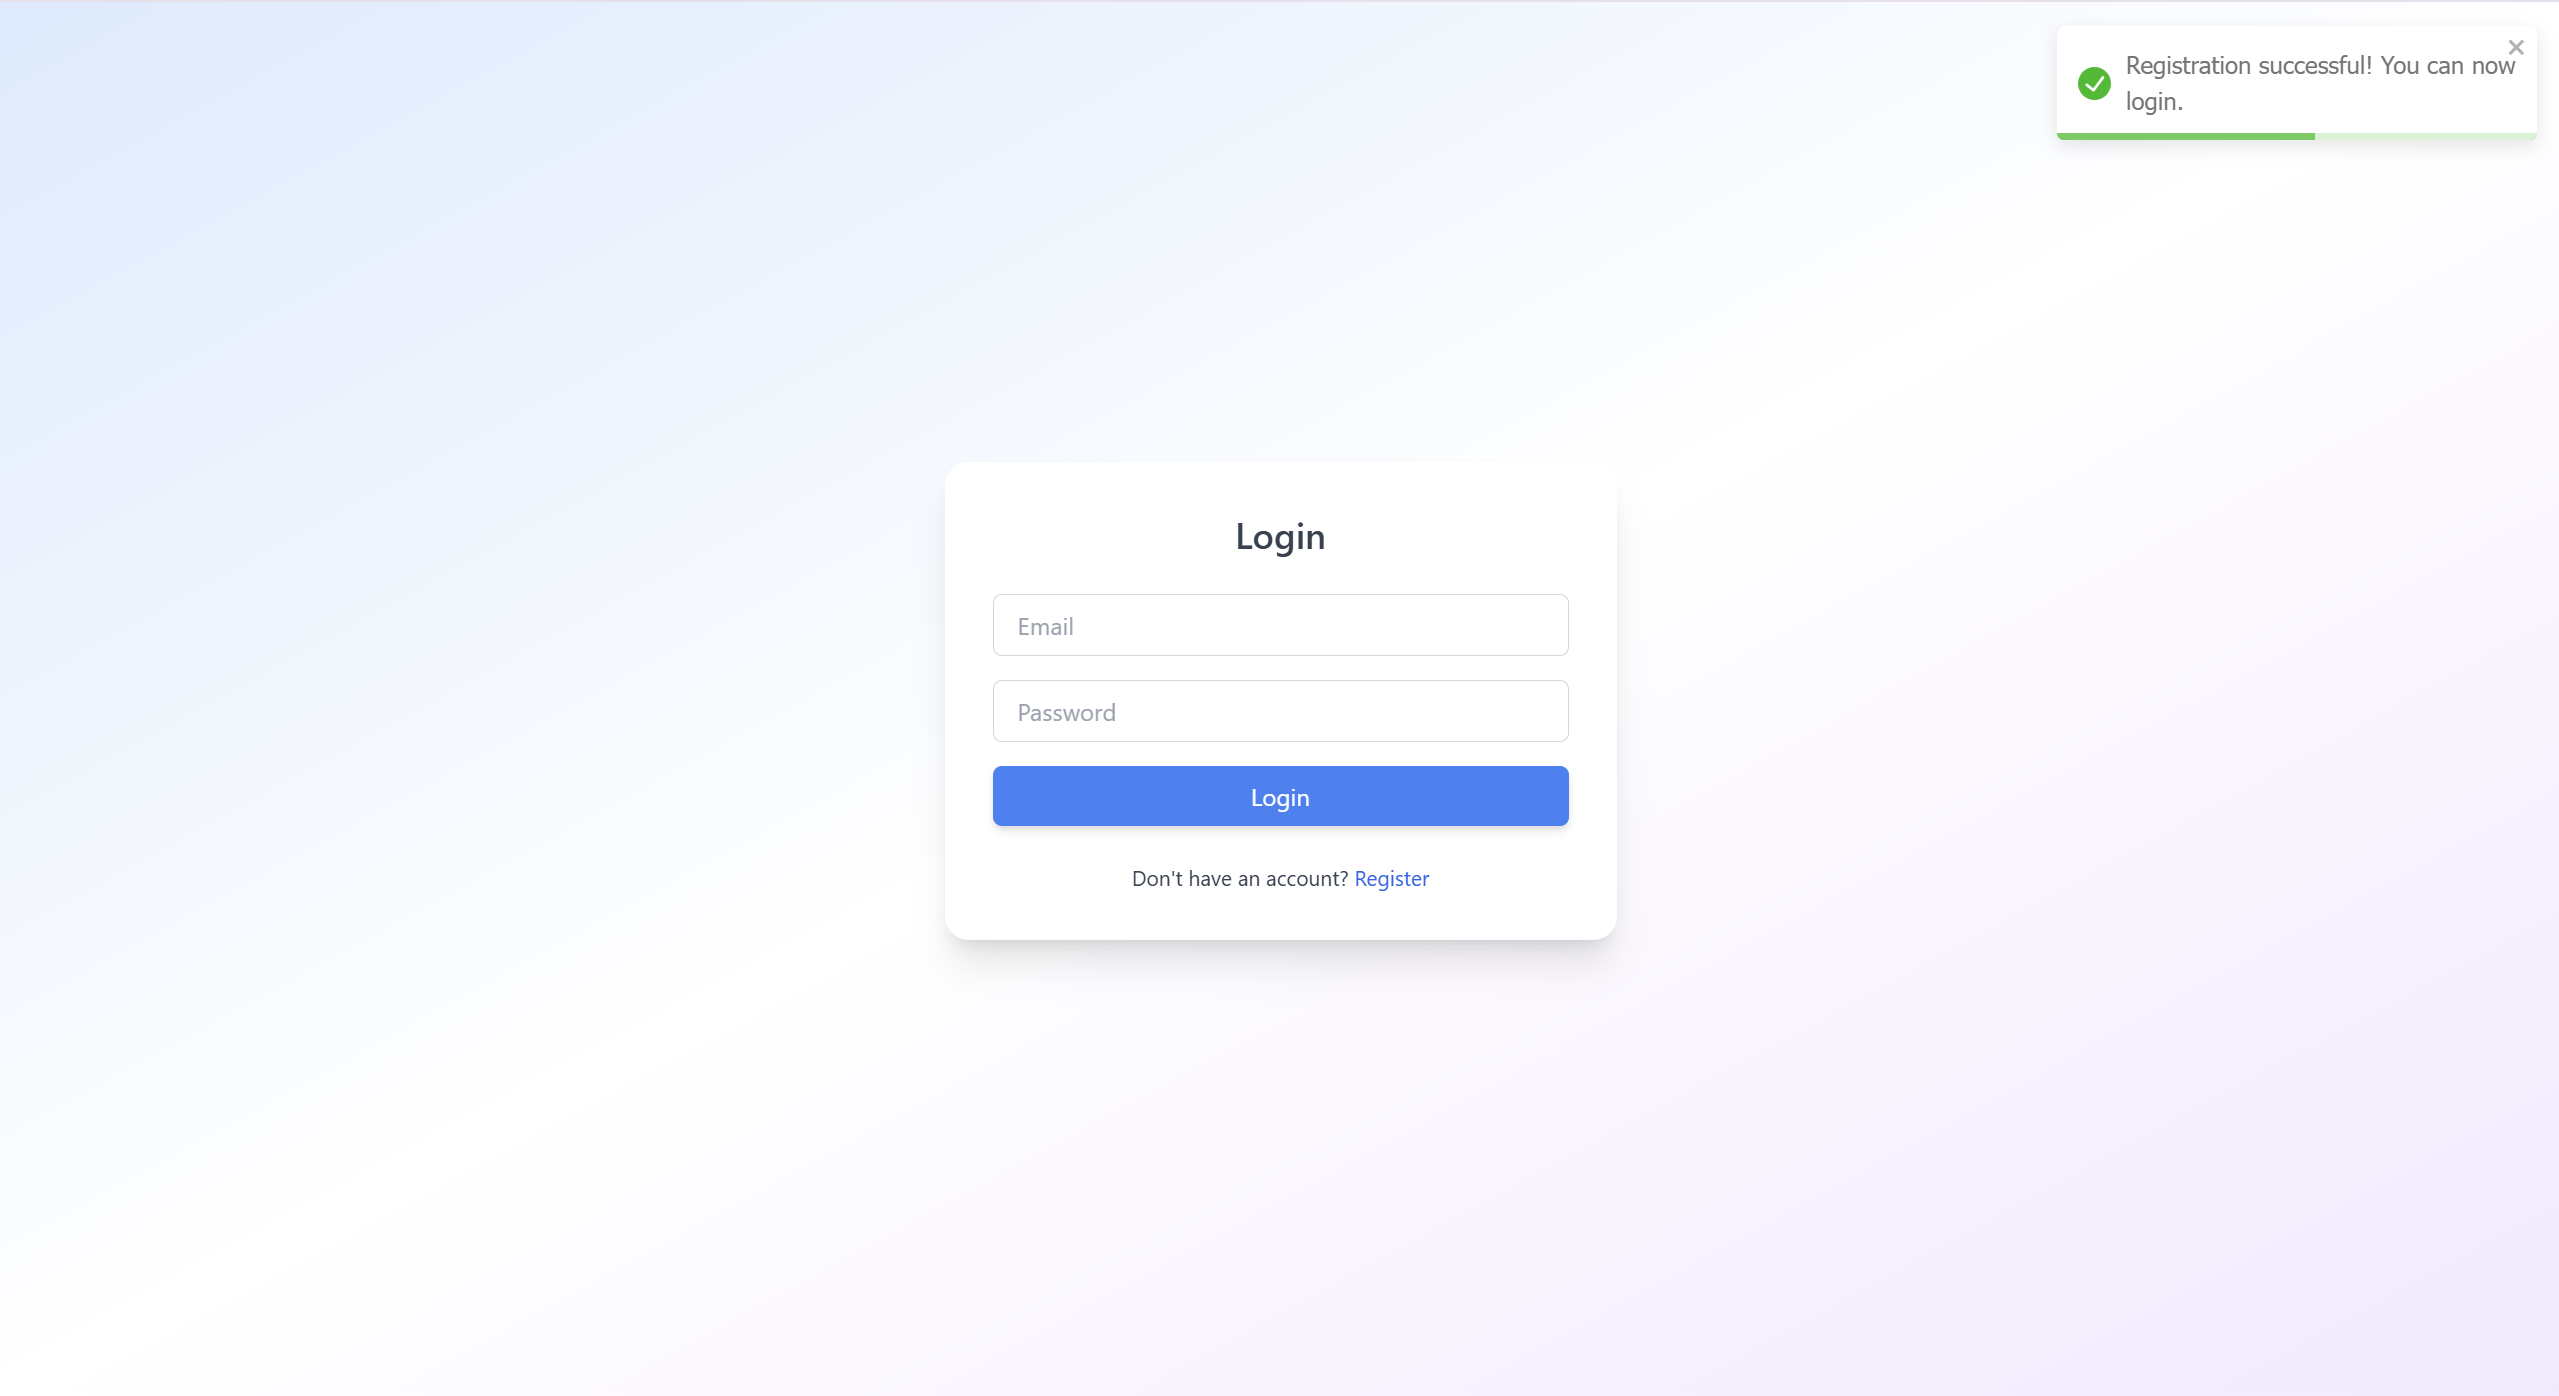 Registration successful! You can now
login.
Login
Email
Password
Login
Don't have an account? Register